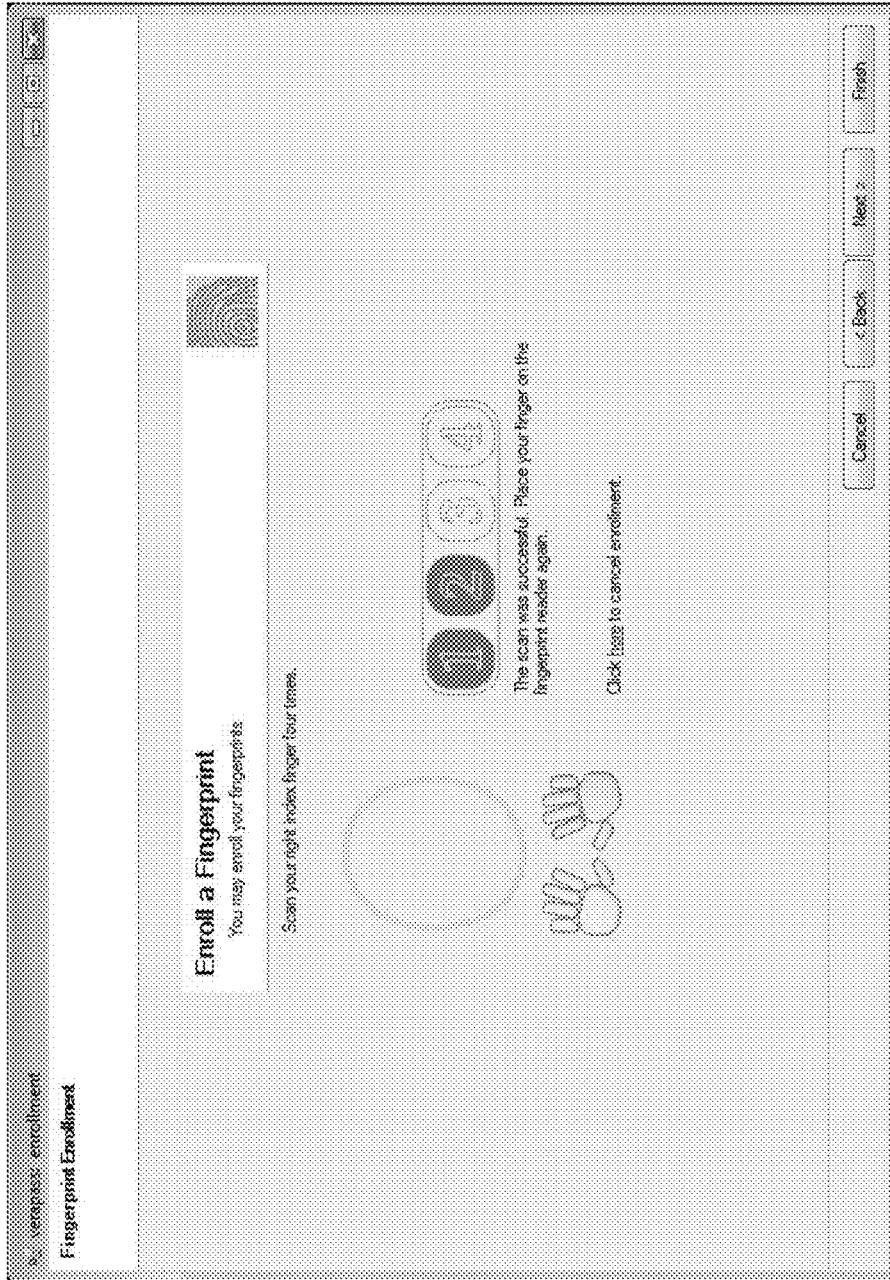 verapass: enrollment
Fingerprint Enrollment
Enroll a Fingerprint
You may enroll your fingerprints
Scan your right index finger four times.
1 2 3 4
The scan was successful. Place your finger on the
fingerprint reader again.
Click here to cancel enrollment.
Cancel
< Back
Next >
Finish